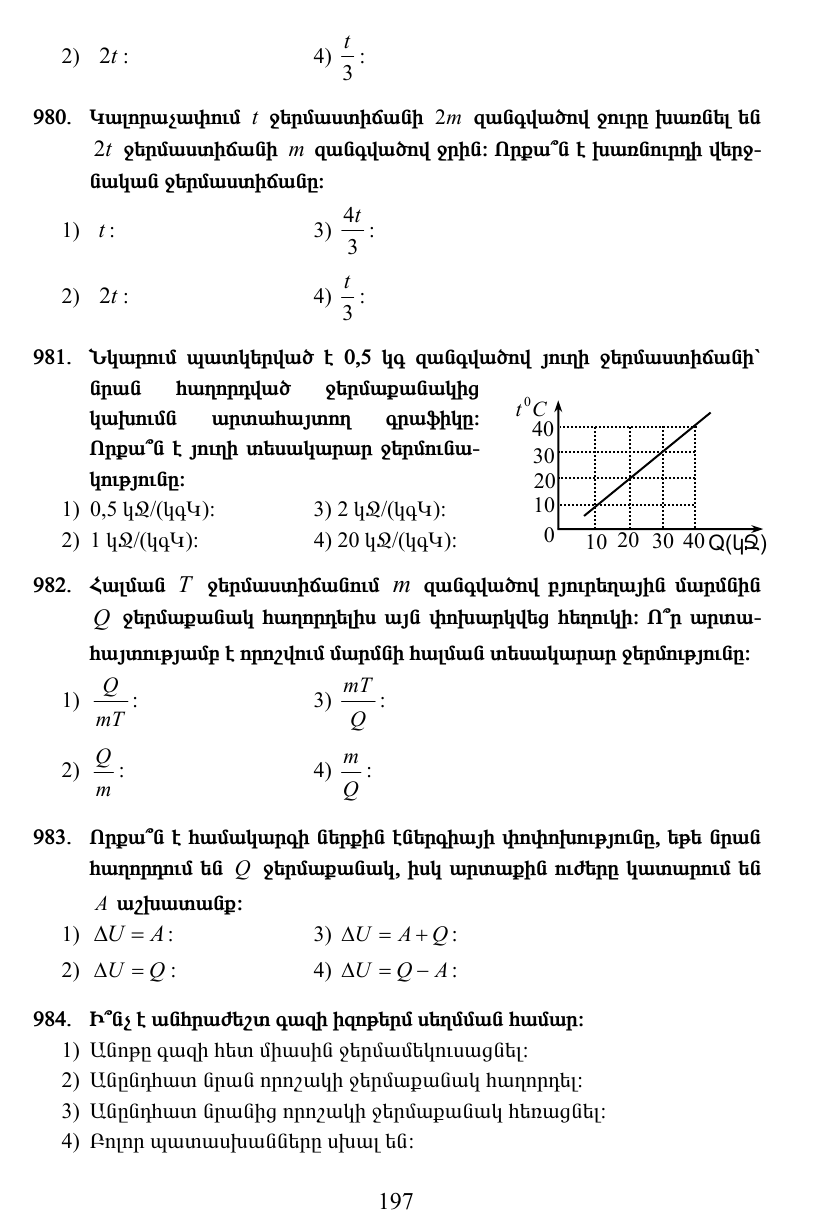 2) 2t : 4) t/3 :
980. Կալորաչափում t ջերմաստիճանի 2m զանգվածով ջուրը խառնել են
2t ջերմաստիճանի m զանգվածով ջրին: Որքա՞ն է խառնուրդի վերջ-
նական ջերմաստիճանը:
1) t : 3) 4t/3 :
2) 2t : 4) t/3 :
981. Նկարում պատկերված է 0,5 կգ զանգվածով յուղի ջերմաստիճանի՝
նրան հաղորդված ջերմաքանակից
կախումն արտահայտող գրաֆիկը:
Որքա՞ն է յուղի տեսակարար ջերմունա-
կությունը:
1) 0,5 կՋ/(կգԿ): 3) 2 կՋ/(կգԿ):
2) 1 կՋ/(կգԿ): 4) 20 կՋ/(կգԿ):
t⁰C
40
30
20
10
0 10 20 30 40 Q(կՋ)
982. Հալման T ջերմաստիճանում m զանգվածով բյուրեղային մարմնին
Q ջերմաքանակ հաղորդելիս այն փոխարկվեց հեղուկի: Ո՞ր արտա-
հայտությամբ է որոշվում մարմնի հալման տեսակարար ջերմությունը:
1) Q/mT : 3) mT/Q :
2) Q/m : 4) m/Q :
983. Որքա՞ն է համակարգի ներքին էներգիայի փոփոխությունը, եթե նրան
հաղորդում են Q ջերմաքանակ, իսկ արտաքին ուժերը կատարում են
A աշխատանք:
1) ΔU = A : 3) ΔU = A + Q :
2) ΔU = Q : 4) ΔU = Q − A :
984. Ի՞նչ է անհրաժեշտ գազի իզոթերմ սեղմման համար:
1) Անոթը գազի հետ միասին ջերմամեկուսացնել:
2) Անընդհատ նրան որոշակի ջերմաքանակ հաղորդել:
3) Անընդհատ նրանից որոշակի ջերմաքանակ հեռացնել:
4) Բոլոր պատասխանները սխալ են:
197